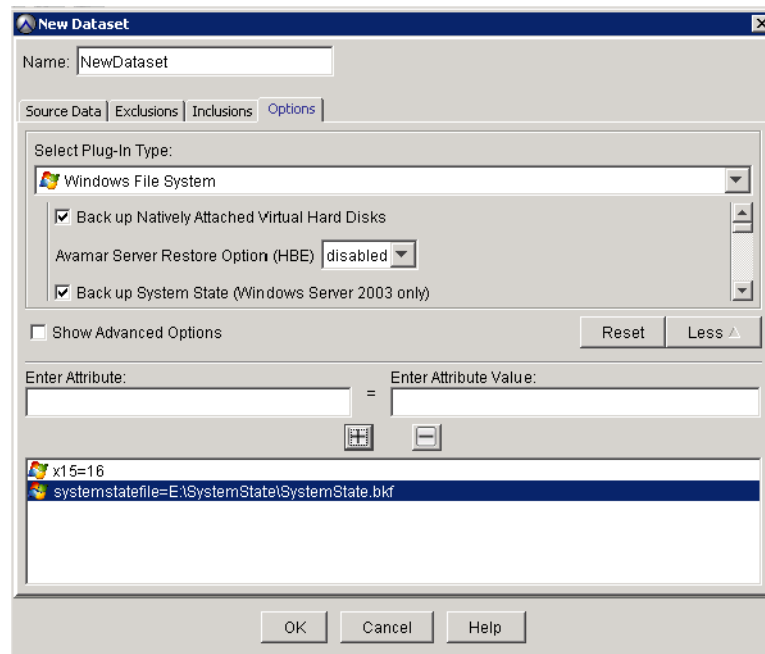 New Dataset
Name: NewDataset
Source Data Exclusions Inclusions Options
Select Plug-In Type:
Windows File System
Back up Natively Attached Virtual Hard Disks
Avamar Server Restore Option (HBE) disabled
Back up System State (Windows Server 2003 only)
Show Advanced Options Reset Less
Enter Attribute: Enter Attribute Value:
=
x15=16
systemstatefile=E:\SystemState\SystemState.bkf
OK Cancel Help